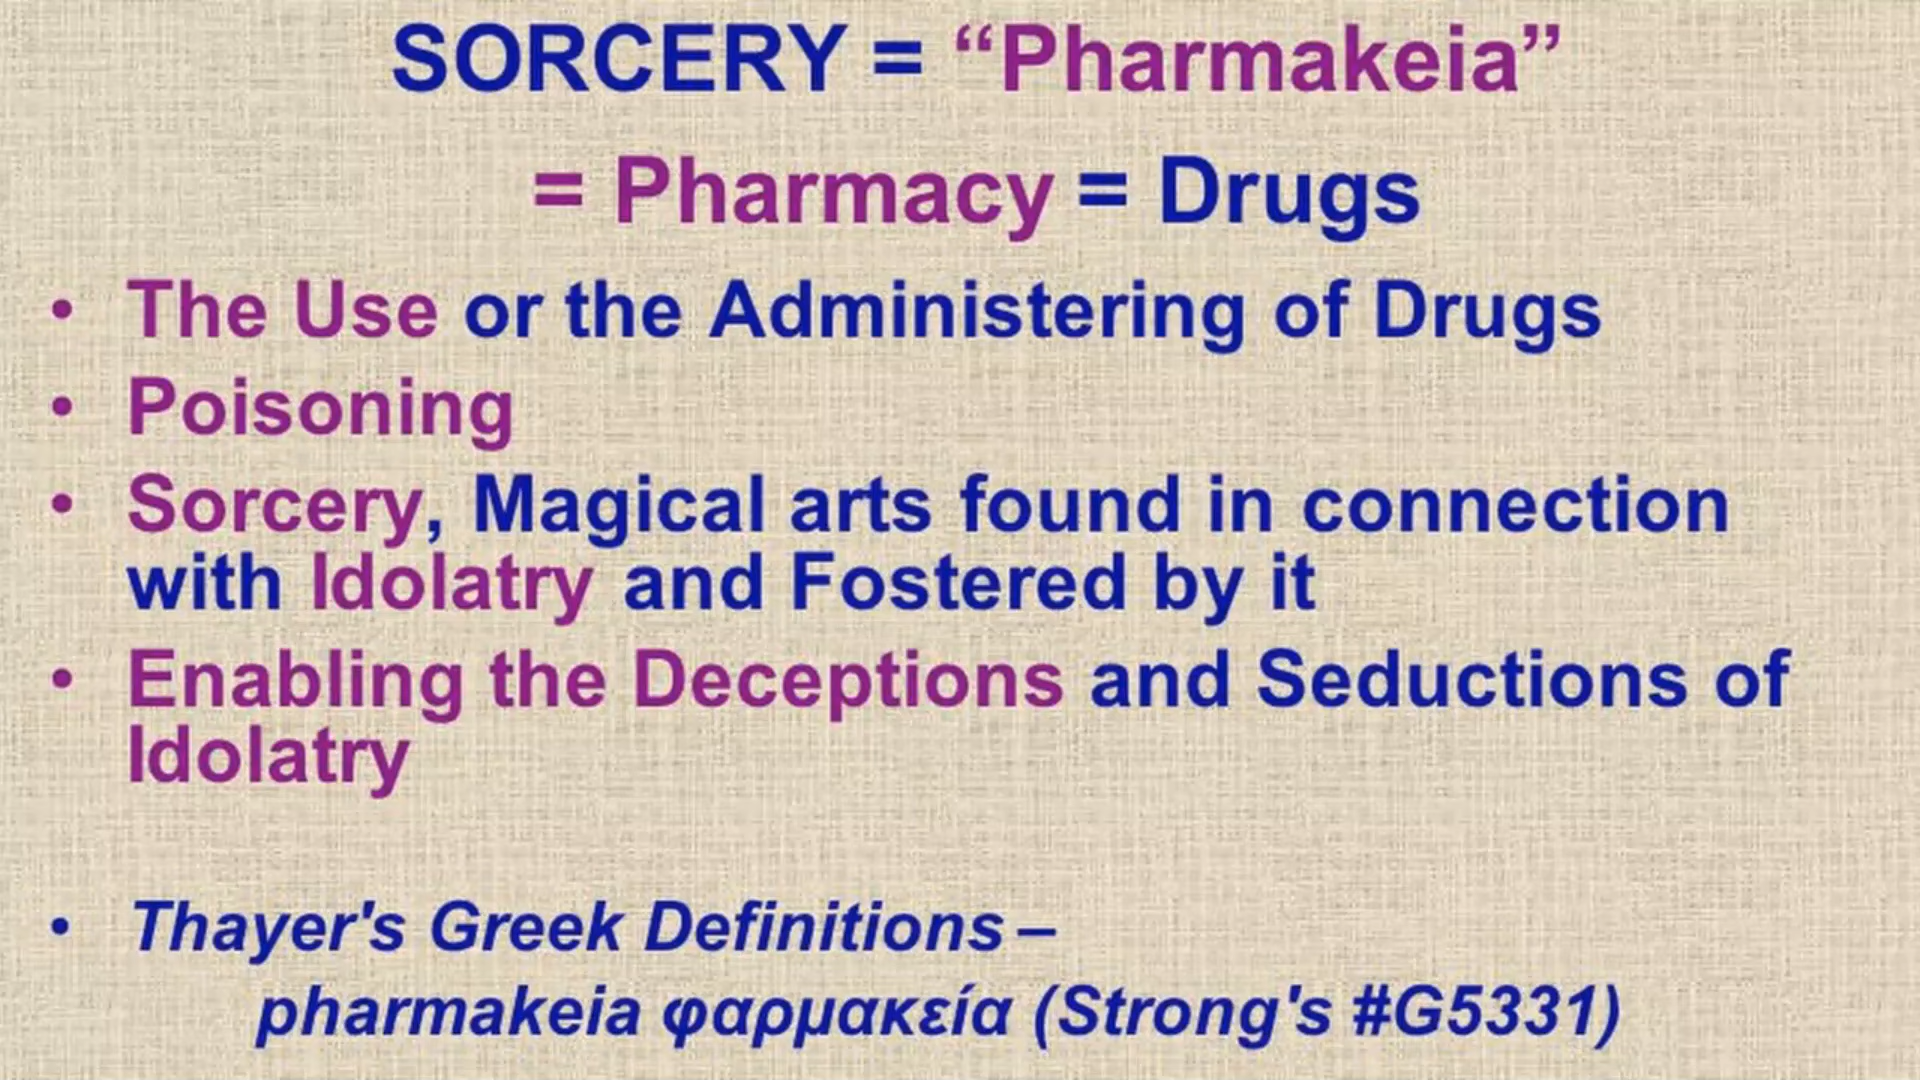 SORCERY = “Pharmakeia”
= Pharmacy = Drugs
• The Use or the Administering of Drugs
• Poisoning
• Sorcery, Magical arts found in connection
with Idolatry and Fostered by it
• Enabling the Deceptions and Seductions of
Idolatry
• Thayer's Greek Definitions –
pharmakeia φαρμακεία (Strong's #G5331)